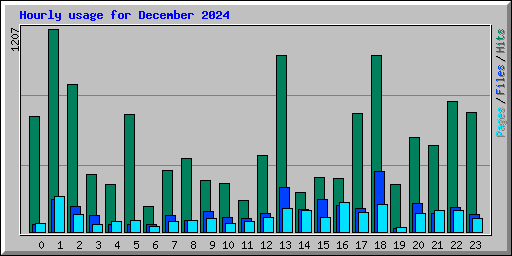 Hourly usage for December 2024
1207
Pages/Files/Hits
0 1 2 3 4 5 6 7 8 9 10 11 12 13 14 15 16 17 18 19 20 21 22 23